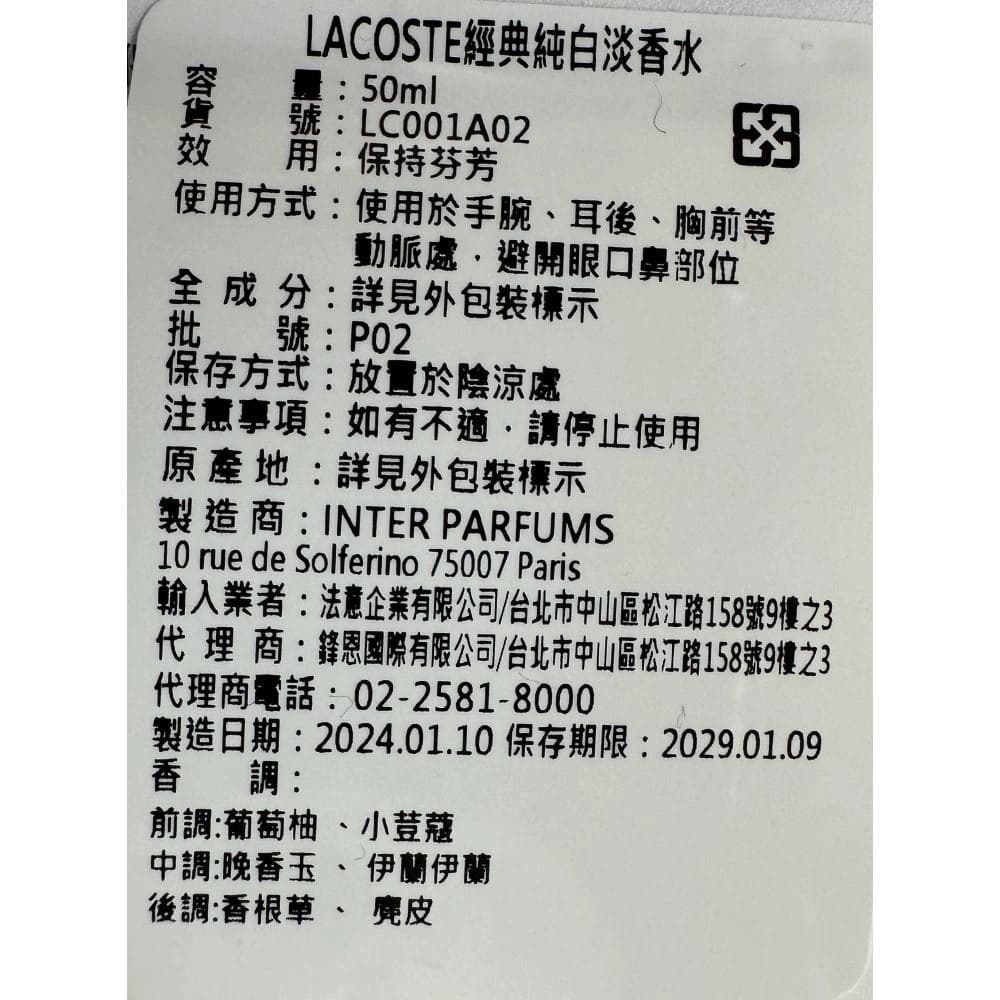 LACOSTE經典純白淡香水
容量：50ml
貨號：LC001A02
效用：保持芬芳
使用方式：使用於手腕、耳後、胸前等
動脈處，避開眼口鼻部位
全成分：詳見外包裝標示
批號：P02
保存方式：放置於陰涼處
注意事項：如有不適，請停止使用
原產地：詳見外包裝標示
製造商：INTER PARFUMS
10 rue de Solferino 75007 Paris
輸入業者：法意企業有限公司/台北市中山區松江路158號9樓之3
代理商：鋒恩國際有限公司/台北市中山區松江路158號9樓之3
代理商電話：02-2581-8000
製造日期：2024.01.10 保存期限：2029.01.09
香調：
前調:葡萄柚、小荳蔻
中調:晚香玉、伊蘭伊蘭
後調:香根草、麂皮